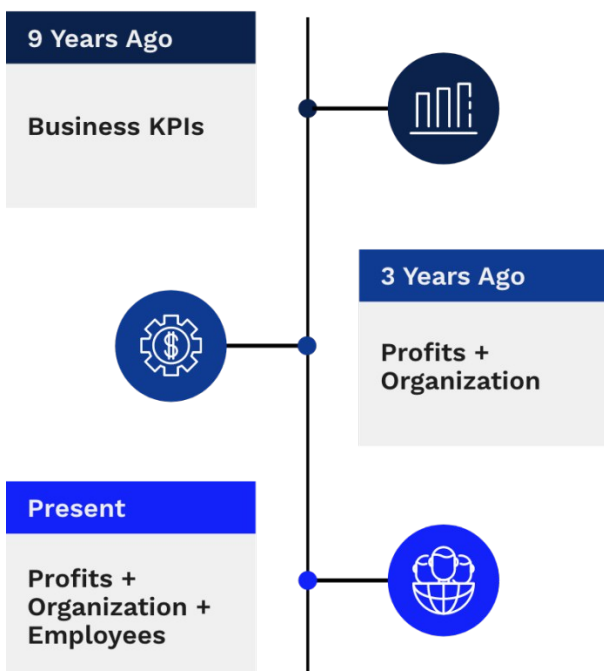 9 Years Ago
Business KPIs
3 Years Ago
Profits +
Organization
$
Present
Profits +
Organization +
Employees